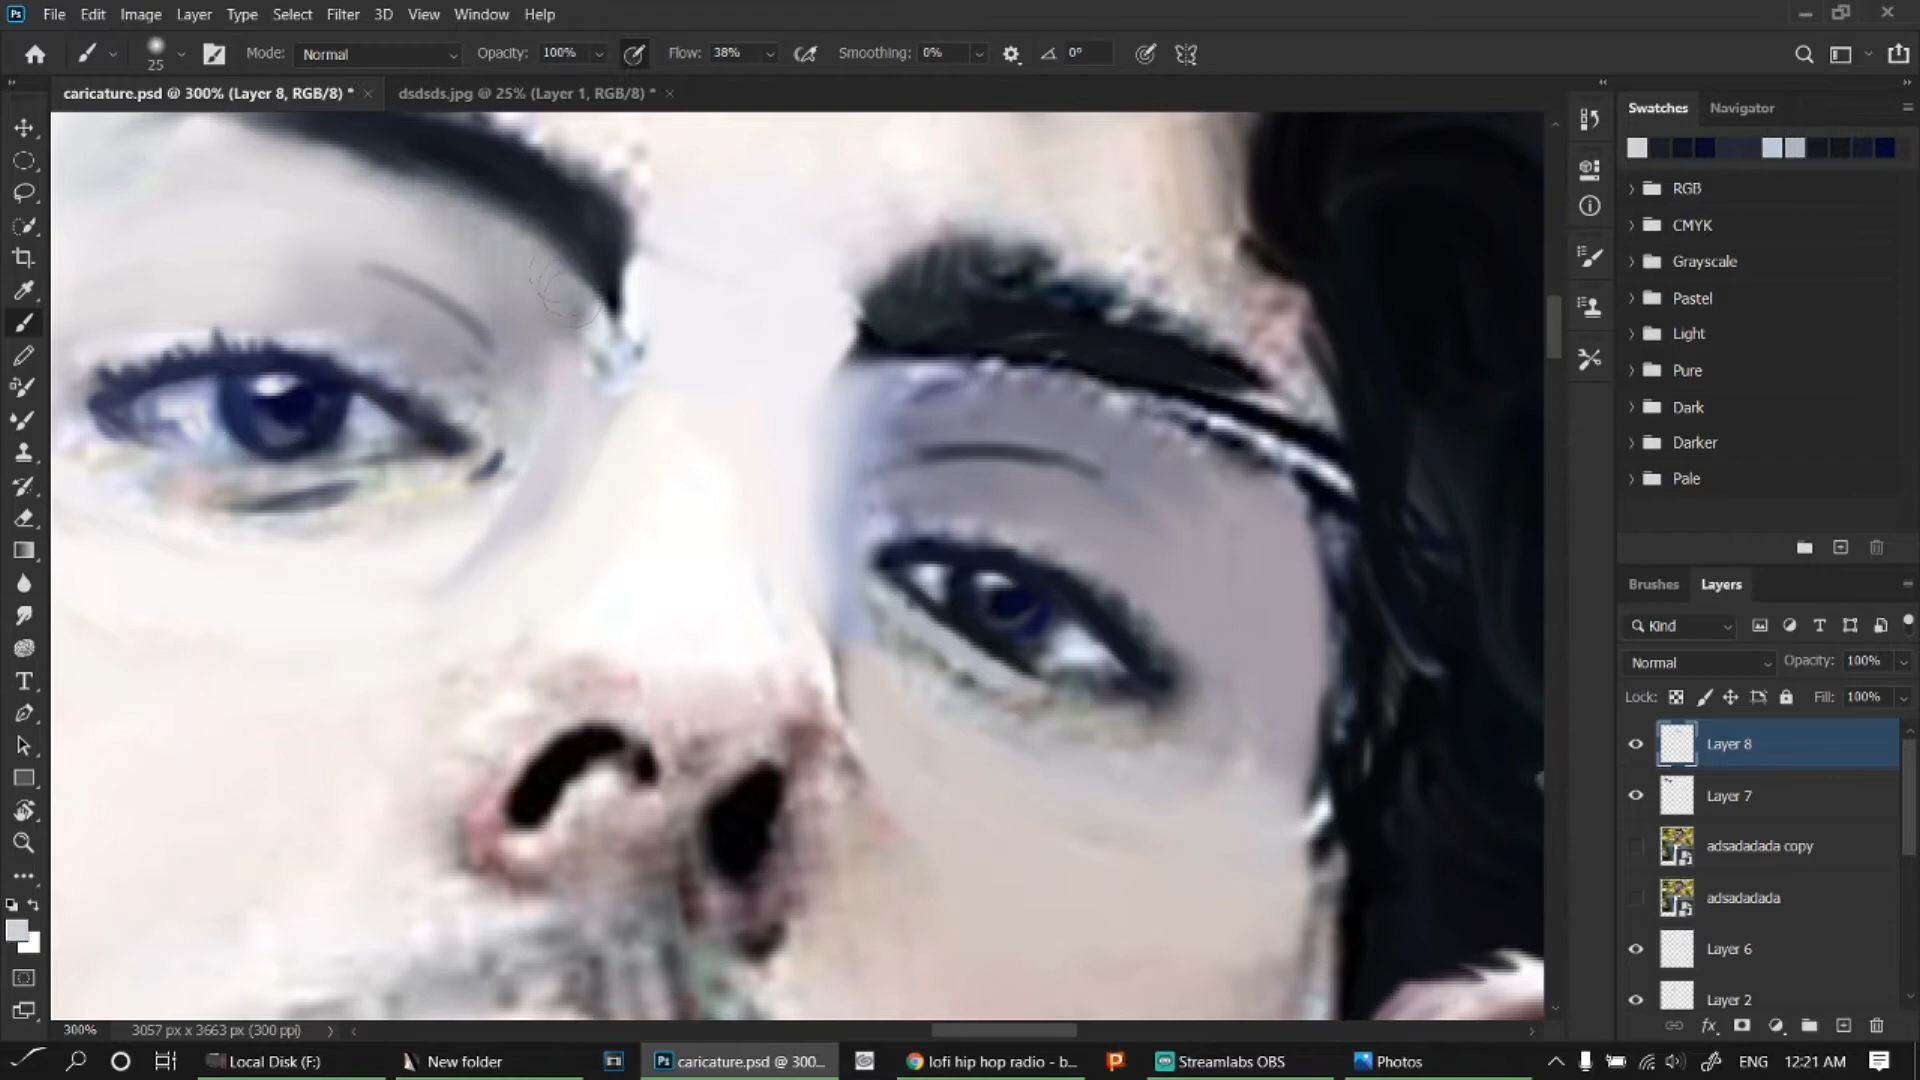 Ps File Edit Image Layer Type Select Filter 3D View Window Help
25 Mode: Normal Opacity: 100% Flow: 38% Smoothing: 0% 0°
caricature.psd @ 300% (Layer 8, RGB/8) * dsdsds.jpg @ 25% (Layer 1, RGB/8) *
Swatches Navigator
RGB
CMYK
Grayscale
Pastel
Light
Pure
Dark
Darker
Pale
Brushes Layers
Kind
Normal Opacity: 100%
Lock: Fill: 100%
Layer 8
Layer 7
adsadadada copy
adsadadada
Layer 6
Layer 2
300% 3057 px x 3663 px (300 ppi)
Local Disk (F:) New folder Ps caricature.psd @ 300... lofi hip hop radio - b... Streamlabs OBS Photos ENG 12:21 AM